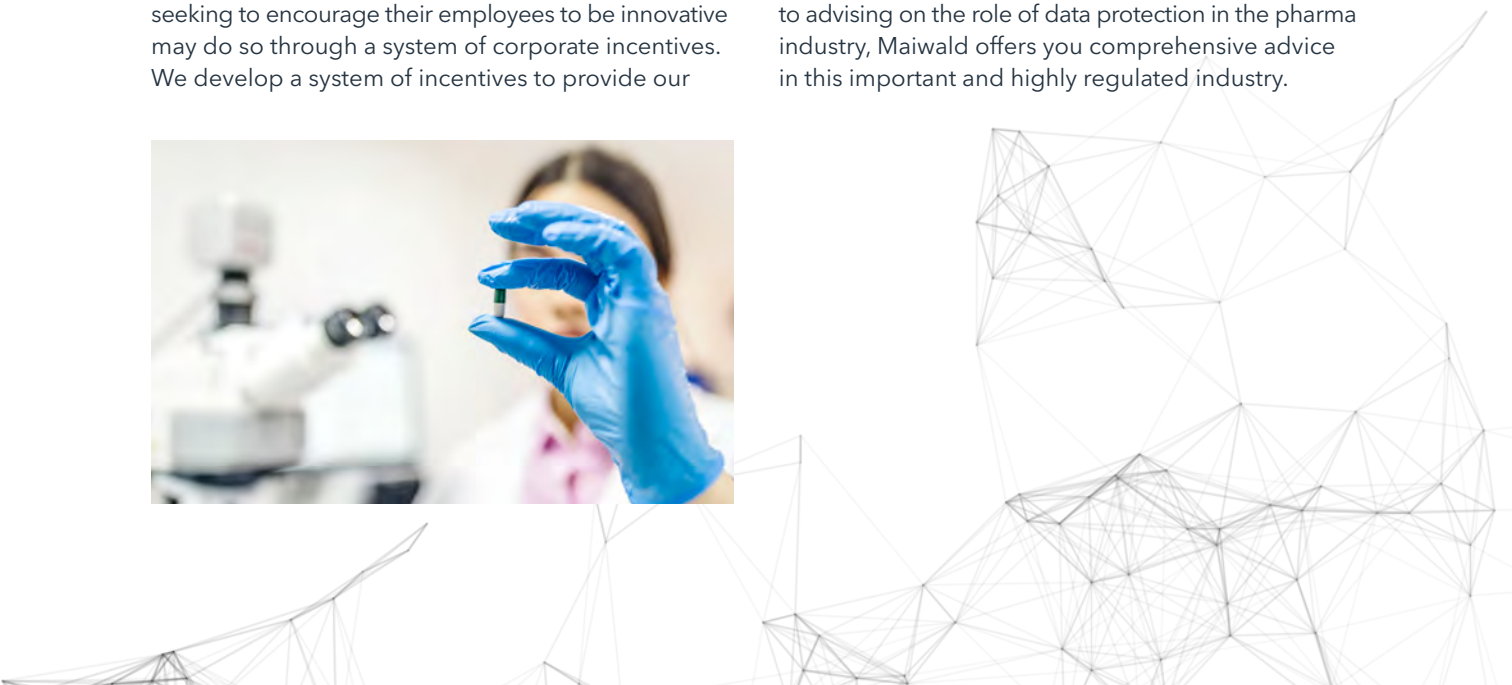 seeking to encourage their employees to be innovative
may do so through a system of corporate incentives.
We develop a system of incentives to provide our
to advising on the role of data protection in the pharma
industry, Maiwald offers you comprehensive advice
in this important and highly regulated industry.